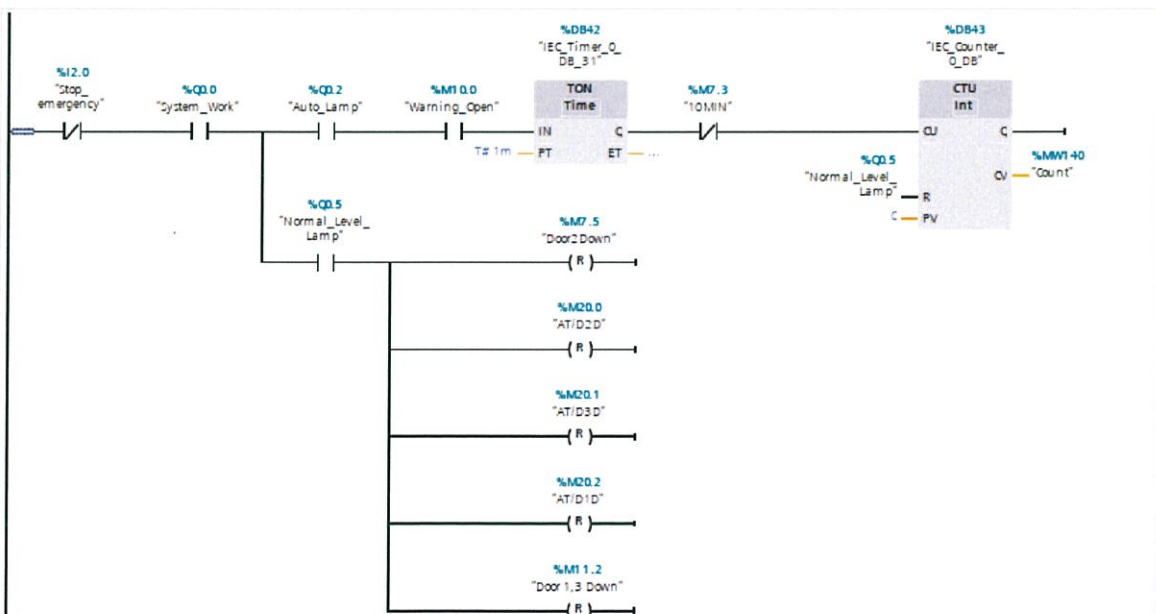 %DB42
"IEC_Timer_0_
DB_31"
%DB43
"IEC_Counter_
0_DB"
%I2.0
"Stop_
emergency"
%Q0.0
"System_Work"
%Q0.2
"Auto_Lamp"
%M10.0
"Warning_Open"
TON
Time
%M7.3
"10MIN"
CTU
Int
IN
Q
T# 1m
PT
ET
...
CU
Q
%Q0.5
"Normal_Level_
Lamp"
R
PV
CV
%MW140
"Count"
%Q0.5
"Normal_Level_
Lamp"
%M7.5
"Door2Down"
R
%M20.0
"AT/D2D"
R
%M20.1
"AT/D3D"
R
%M20.2
"AT/D1D"
R
%M11.2
"Door 1,3 Down"
R